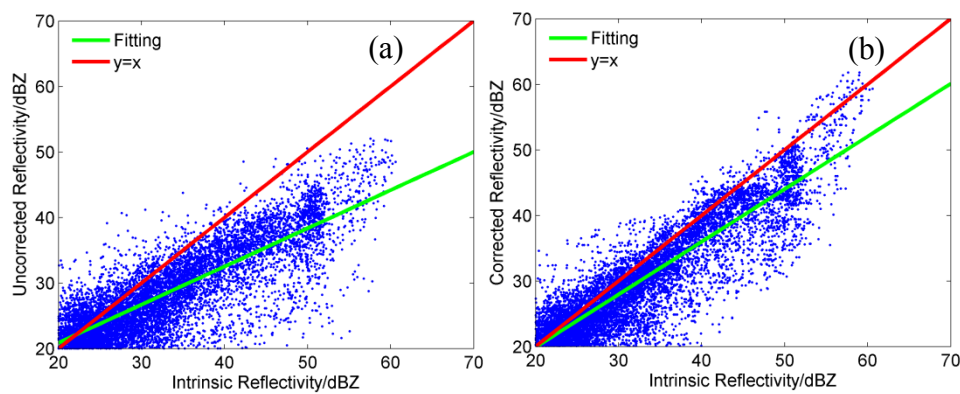 (a)
Fitting
y=x
Uncorrected Reflectivity/dBZ
70
60
50
40
30
20
20 30 40 50 60 70
Intrinsic Reflectivity/dBZ
(b)
Fitting
y=x
Corrected Reflectivity/dBZ
70
60
50
40
30
20
20 30 40 50 60 70
Intrinsic Reflectivity/dBZ